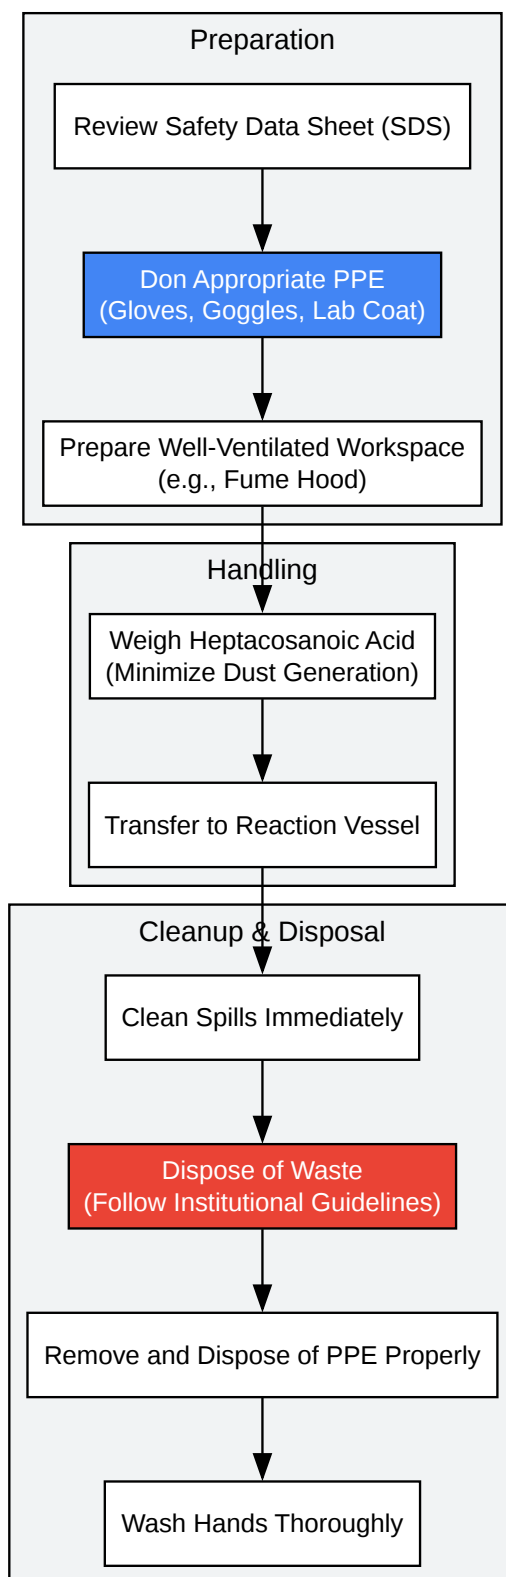 Preparation
Review Safety Data Sheet (SDS)
Don Appropriate PPE
(Gloves, Goggles, Lab Coat)
Prepare Well-Ventilated Workspace
(e.g., Fume Hood)
Handling
Weigh Heptacosanoic Acid
(Minimize Dust Generation)
Transfer to Reaction Vessel
Cleanup & Disposal
Clean Spills Immediately
Dispose of Waste
(Follow Institutional Guidelines)
Remove and Dispose of PPE Properly
Wash Hands Thoroughly